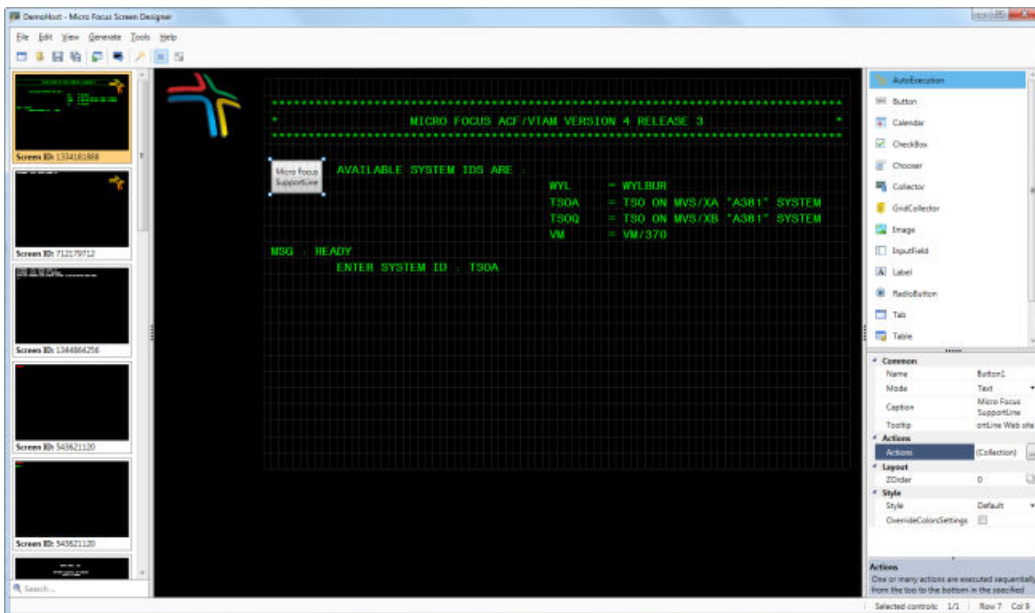 DemoHost - Micro Focus Screen Designer
File Edit View Generate Tools Help
Screen ID: 1334181888
Screen ID: 712179712
Screen ID: 1344864256
Screen ID: 543621120
Screen ID: 543621120
Search ...
*******************************************************************************
* MICRO FOCUS ACF/VTAM VERSION 4 RELEASE 3 *
*******************************************************************************
Micro Focus
SupportLine
AVAILABLE SYSTEM IDS ARE :
WYL = WYLBUR
TSOA = TSO ON MVS/XA "A381" SYSTEM
TSOQ = TSO ON MVS/XB "A381" SYSTEM
VM = VM/370
MSG : READY
ENTER SYSTEM ID : TSOA
AutoExecution
Button
Calendar
CheckBox
Chooser
Collector
GridCollector
Image
InputField
Label
RadioButton
Tab
Table
Common
Name Button1
Mode Text
Caption Micro Focus
SupportLine
Tooltip ortLine Web site
Actions
Actions (Collection) ...
Layout
ZOrder 0
Style
Style Default
OverrideColorsSettings
Actions
One or many actions are executed sequentially
from the top to the bottom in the specified
Selected controls: 1/1 Row 7 Col 9